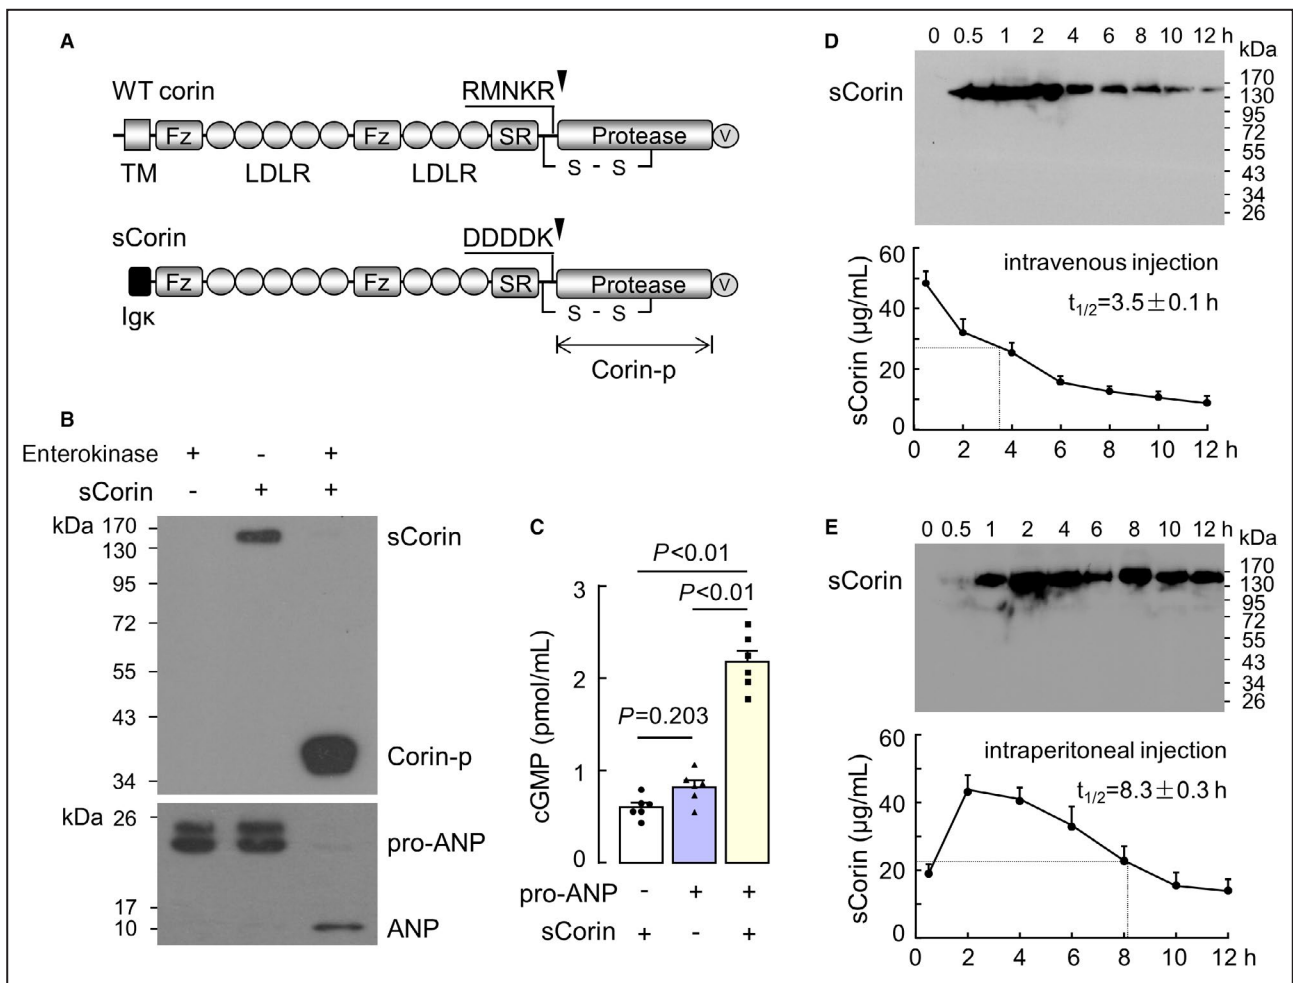 A
WT corin
RMNKR
Fz
Fz
SR
Protease
V
TM
LDLR
LDLR
S - S
sCorin
DDDDK
Fz
Fz
SR
Protease
V
Igκ
S - S
Corin-p
B
Enterokinase + - +
sCorin - + +
kDa 170
130
95
72
55
43
34
sCorin
Corin-p
kDa 26
17
10
pro-ANP
ANP
C
P<0.01
P<0.01
P=0.203
cGMP (pmol/mL)
3
2
1
0
pro-ANP - + +
sCorin + - +
D
0 0.5 1 2 4 6 8 10 12 h
kDa
sCorin
170
130
95
72
55
43
34
26
intravenous injection
t1/2=3.5±0.1 h
sCorin (µg/mL)
60
40
20
0
0 2 4 6 8 10 12 h
E
0 0.5 1 2 4 6 8 10 12 h
kDa
sCorin
170
130
95
72
55
43
34
26
intraperitoneal injection
t1/2=8.3±0.3 h
sCorin (µg/mL)
60
40
20
0
0 2 4 6 8 10 12 h